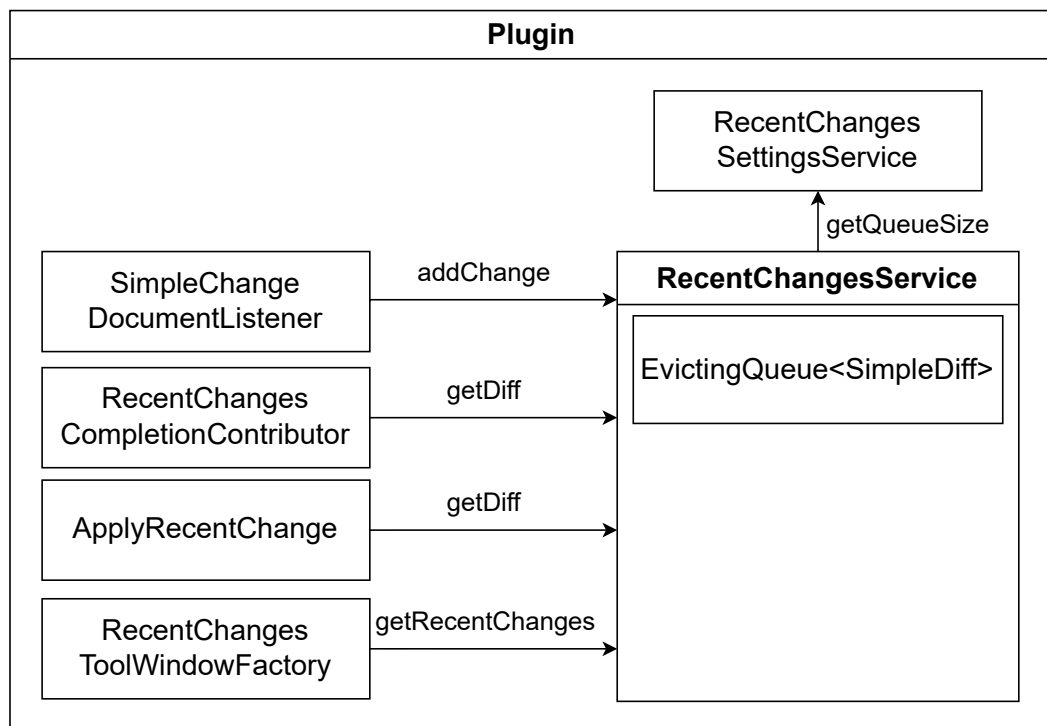 Plugin
RecentChanges
SettingsService
getQueueSize
SimpleChange
DocumentListener
addChange
RecentChangesService
EvictingQueue<SimpleDiff>
RecentChanges
CompletionContributor
getDiff
ApplyRecentChange
getDiff
RecentChanges
ToolWindowFactory
getRecentChanges